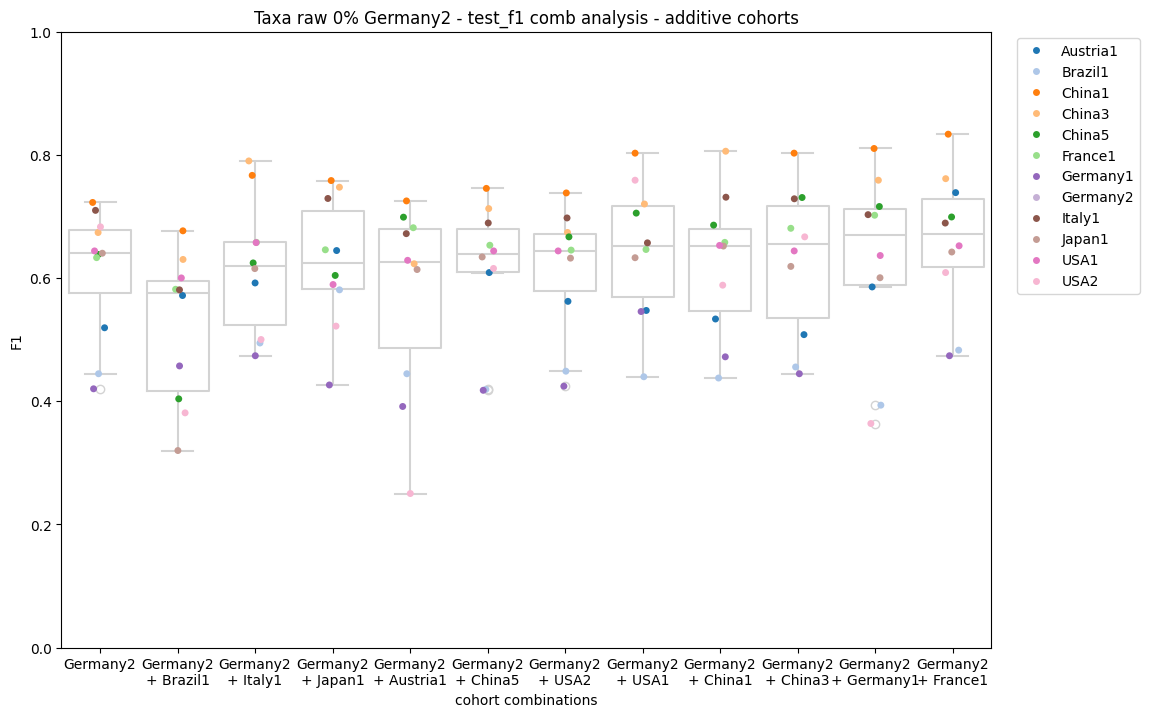 Taxa raw 0% Germany2 - test_f1 comb analysis - additive cohorts
F1
1.0
0.8
0.6
0.4
0.2
0.0
Germany2
Germany2
+ Brazil1
Germany2
+ Italy1
Germany2
+ Japan1
Germany2
+ Austria1
Germany2
+ China5
Germany2
+ USA2
Germany2
+ USA1
Germany2
+ China1
Germany2
+ China3
Germany2
+ Germany1
Germany2
+ France1
cohort combinations
Austria1
Brazil1
China1
China3
China5
France1
Germany1
Germany2
Italy1
Japan1
USA1
USA2